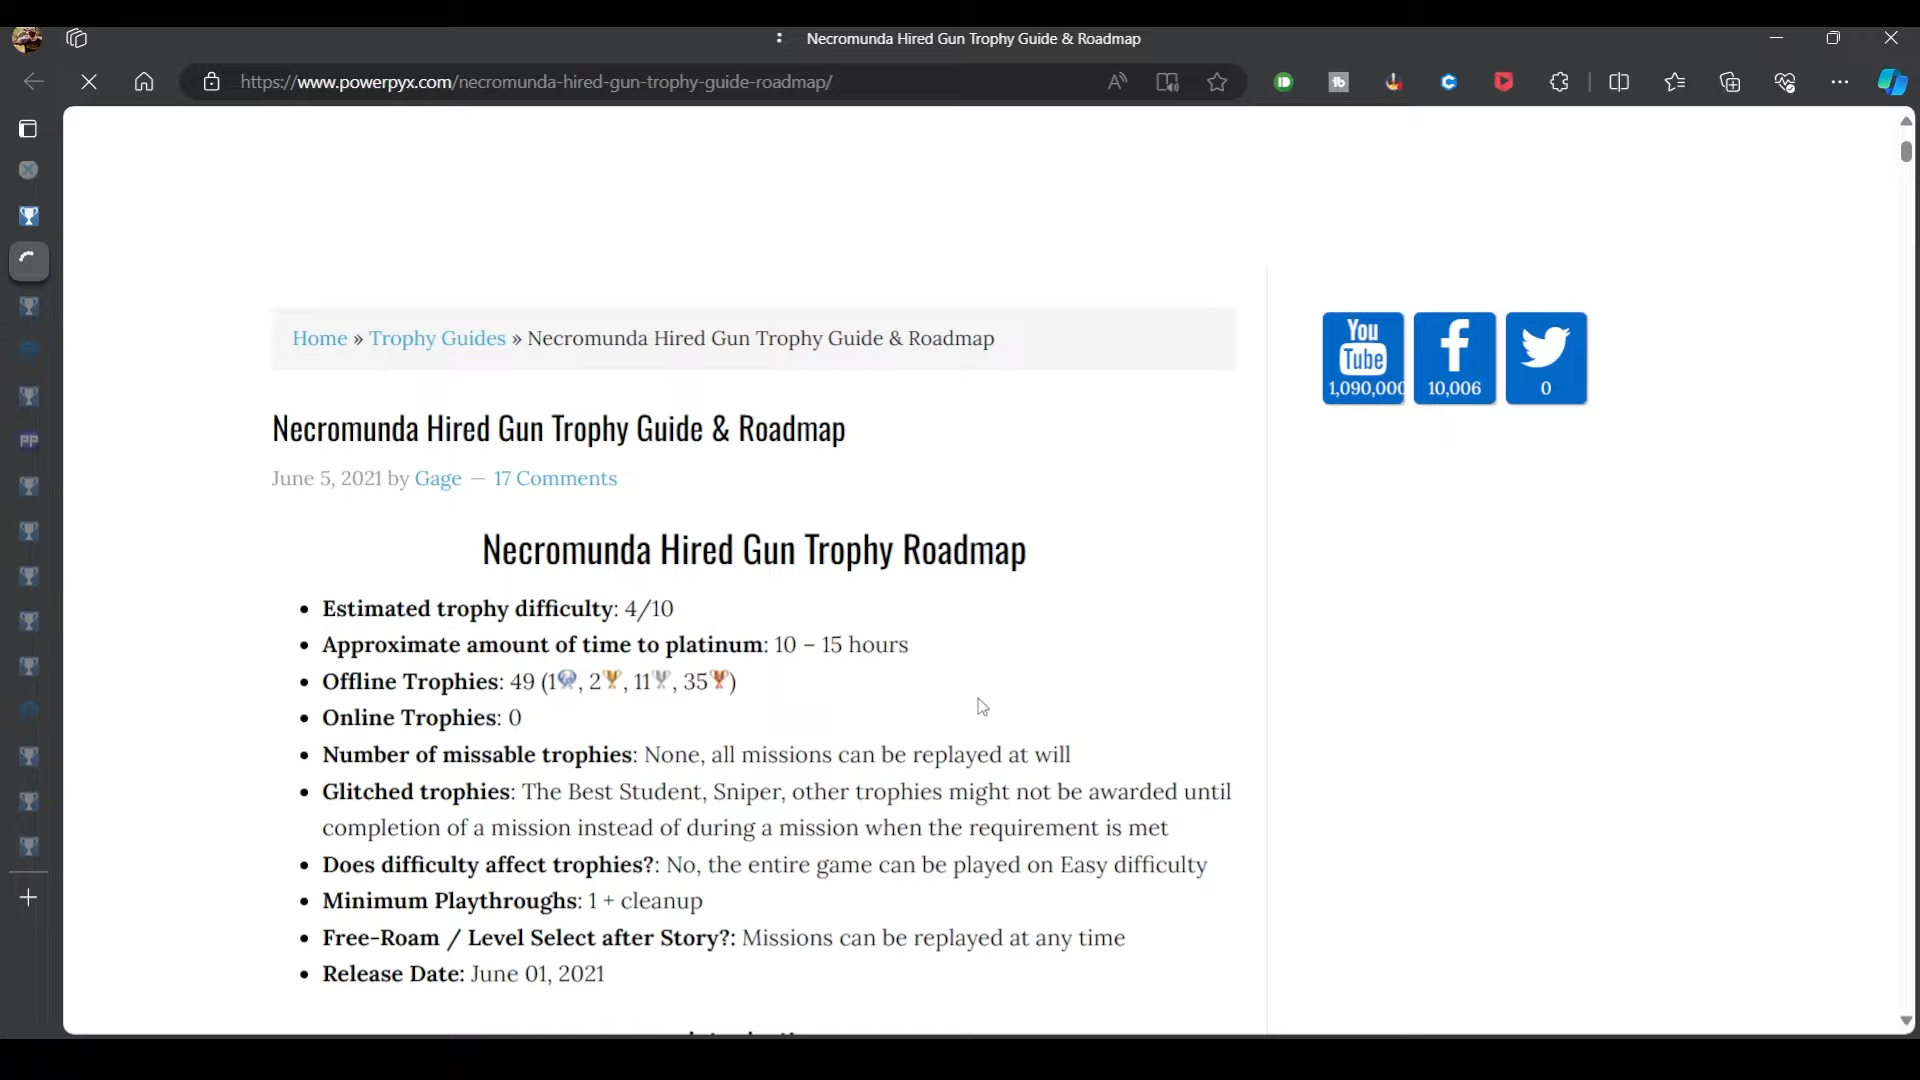 Necromunda Hired Gun Trophy Guide & Roadmap
https://www.powerpyx.com/necromunda-hired-gun-trophy-guide-roadmap/
Home » Trophy Guides » Necromunda Hired Gun Trophy Guide & Roadmap
You
Tube
1,090,000
10,006
0
Necromunda Hired Gun Trophy Guide & Roadmap
June 5, 2021 by Gage — 17 Comments
Necromunda Hired Gun Trophy Roadmap
• Estimated trophy difficulty: 4/10
• Approximate amount of time to platinum: 10 – 15 hours
• Offline Trophies: 49 (1🏆, 2🏆, 11🏆, 35🏆)
• Online Trophies: 0
• Number of missable trophies: None, all missions can be replayed at will
• Glitched trophies: The Best Student, Sniper, other trophies might not be awarded until
completion of a mission instead of during a mission when the requirement is met
• Does difficulty affect trophies?: No, the entire game can be played on Easy difficulty
• Minimum Playthroughs: 1 + cleanup
• Free-Roam / Level Select after Story?: Missions can be replayed at any time
• Release Date: June 01, 2021